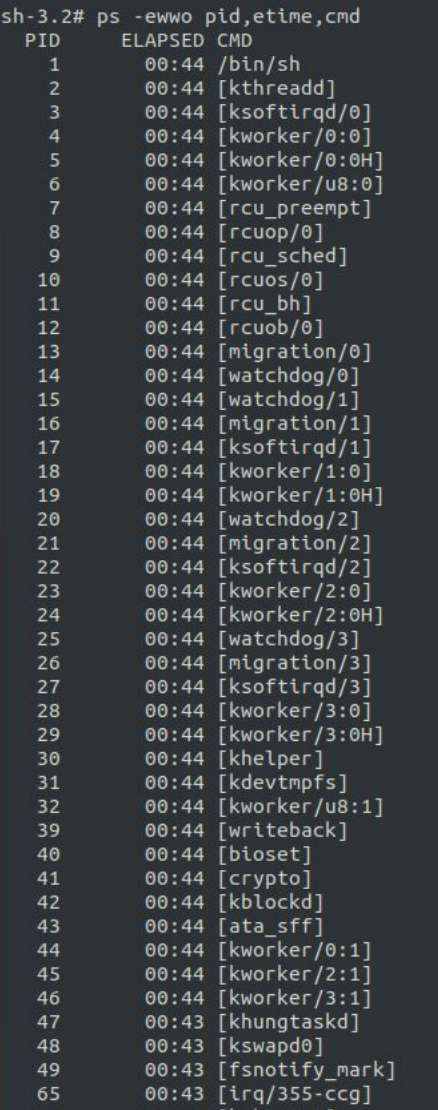 sh-3.2# ps -ewwo pid,etime,cmd
PID ELAPSED CMD
1 00:44 /bin/sh
2 00:44 [kthreadd]
3 00:44 [ksoftirqd/0]
4 00:44 [kworker/0:0]
5 00:44 [kworker/0:0H]
6 00:44 [kworker/u8:0]
7 00:44 [rcu_preempt]
8 00:44 [rcuop/0]
9 00:44 [rcu_sched]
10 00:44 [rcuos/0]
11 00:44 [rcu_bh]
12 00:44 [rcuob/0]
13 00:44 [migration/0]
14 00:44 [watchdog/0]
15 00:44 [watchdog/1]
16 00:44 [migration/1]
17 00:44 [ksoftirqd/1]
18 00:44 [kworker/1:0]
19 00:44 [kworker/1:0H]
20 00:44 [watchdog/2]
21 00:44 [migration/2]
22 00:44 [ksoftirqd/2]
23 00:44 [kworker/2:0]
24 00:44 [kworker/2:0H]
25 00:44 [watchdog/3]
26 00:44 [migration/3]
27 00:44 [ksoftirqd/3]
28 00:44 [kworker/3:0]
29 00:44 [kworker/3:0H]
30 00:44 [khelper]
31 00:44 [kdevtmpfs]
32 00:44 [kworker/u8:1]
39 00:44 [writeback]
40 00:44 [bioset]
41 00:44 [crypto]
42 00:44 [kblockd]
43 00:44 [ata_sff]
44 00:44 [kworker/0:1]
45 00:44 [kworker/2:1]
46 00:44 [kworker/3:1]
47 00:43 [khungtaskd]
48 00:43 [kswapd0]
49 00:43 [fsnotify_mark]
65 00:43 [irq/355-ccg]